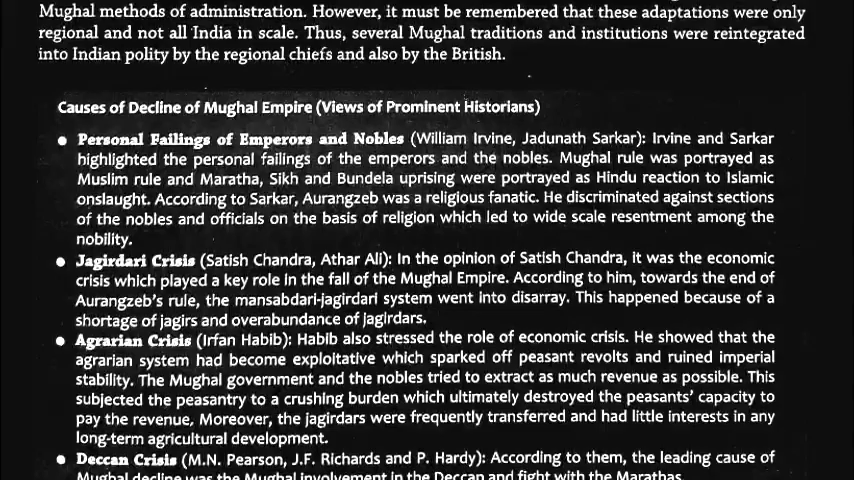 Mughal methods of administration. However, it must be remembered that these adaptations were only
regional and not all India in scale. Thus, several Mughal traditions and institutions were reintegrated
into Indian polity by the regional chiefs and also by the British.
Causes of Decline of Mughal Empire (Views of Prominent Historians)
• Personal Failings of Emperors and Nobles (William Irvine, Jadunath Sarkar): Irvine and Sarkar
highlighted the personal failings of the emperors and the nobles. Mughal rule was portrayed as
Muslim rule and Maratha, Sikh and Bundela uprising were portrayed as Hindu reaction to Islamic
onslaught. According to Sarkar, Aurangzeb was a religious fanatic. He discriminated against sections
of the nobles and officials on the basis of religion which led to wide scale resentment among the
nobility.
• Jagirdari Crisis (Satish Chandra, Athar Ali): In the opinion of Satish Chandra, it was the economic
crisis which played a key role in the fall of the Mughal Empire. According to him, towards the end of
Aurangzeb's rule, the mansabdari-jagirdari system went into disarray. This happened because of a
shortage of jagirs and overabundance of jagirdars.
• Agrarian Crisis (Irfan Habib): Habib also stressed the role of economic crisis. He showed that the
agrarian system had become exploitative which sparked off peasant revolts and ruined imperial
stability. The Mughal government and the nobles tried to extract as much revenue as possible. This
subjected the peasantry to a crushing burden which ultimately destroyed the peasants' capacity to
pay the revenue, Moreover, the jagirdars were frequently transferred and had little interests in any
long-term agricultural development.
• Deccan Crisis (M.N. Pearson, J.F. Richards and P. Hardy): According to them, the leading cause of
Mughal decline was the Mughal involvement in the Deccan and fight with the Marathas.